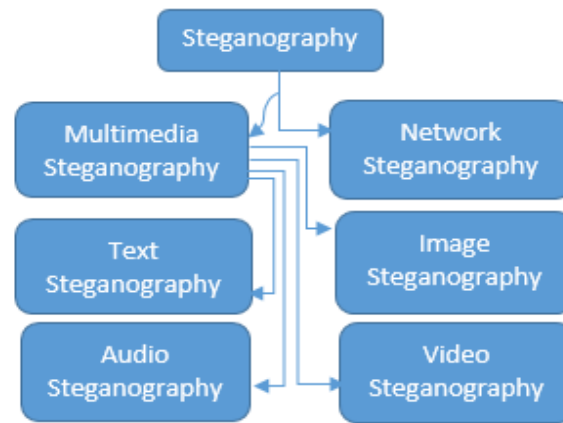 Steganography
Multimedia
Steganography
Network
Steganography
Text
Steganography
Image
Steganography
Audio
Steganography
Video
Steganography